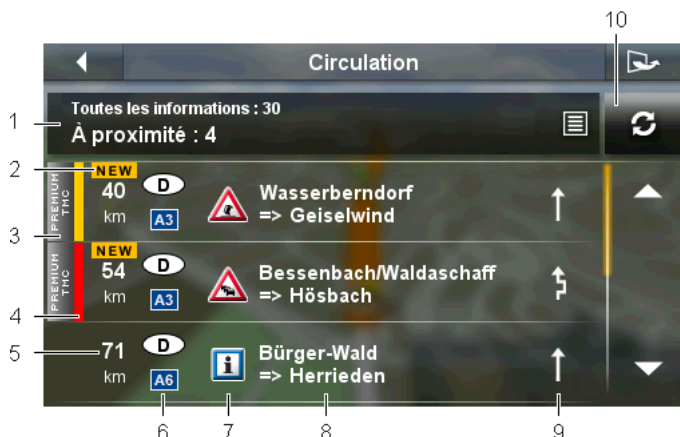 10
Circulation
Toutes les informations : 30
À proximité : 4
1
2
NEW
40
km
D
A3
PREMIUM
TMC
Wasserberndorf
=> Geiselwind
3
NEW
54
km
D
A3
PREMIUM
TMC
Bessenbach/Waldaschaff
=> Hösbach
4
5
71
km
D
A6
i
Bürger-Wald
=> Herrieden
6 7 8 9